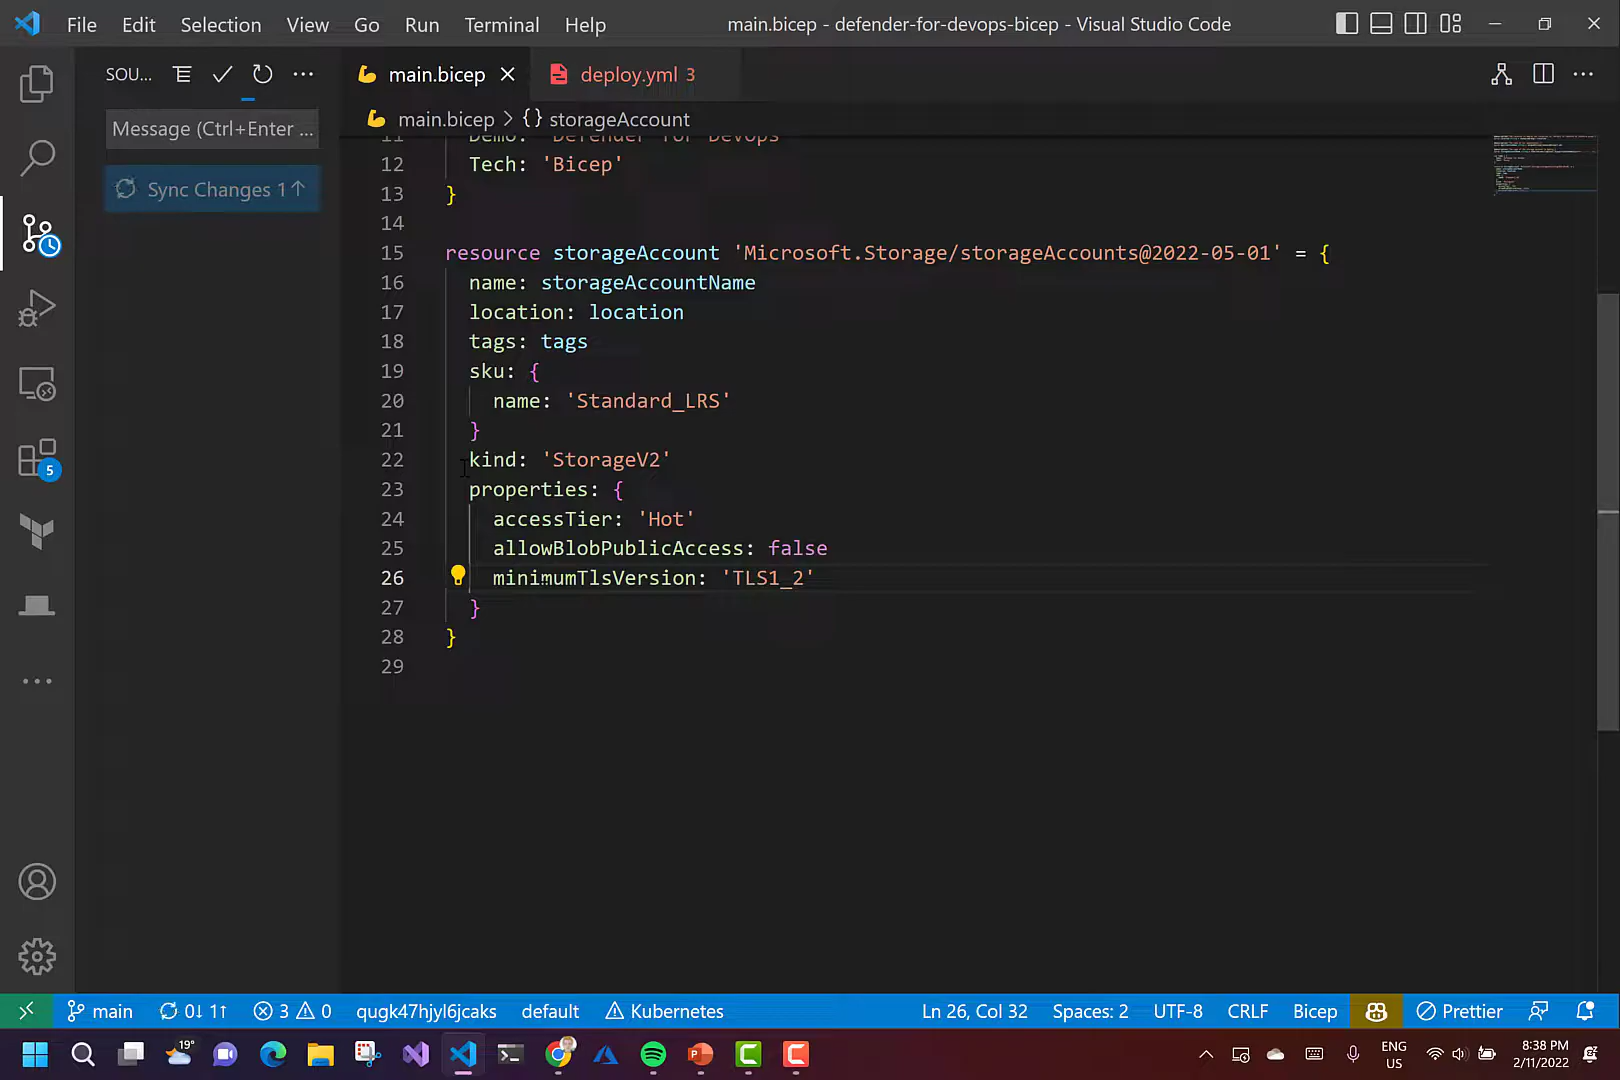 File Edit Selection View Go Run Terminal Help
main.bicep - defender-for-devops-bicep - Visual Studio Code
SOU...
main.bicep
deploy.yml 3
main.bicep > {} storageAccount
Message (Ctrl+Enter ...
Sync Changes 1↑
11 Demo: 'Defender for Devops'
12 Tech: 'Bicep'
13 }
14
15 resource storageAccount 'Microsoft.Storage/storageAccounts@2022-05-01' = {
16 name: storageAccountName
17 location: location
18 tags: tags
19 sku: {
20 name: 'Standard_LRS'
21 }
22 kind: 'StorageV2'
23 properties: {
24 accessTier: 'Hot'
25 allowBlobPublicAccess: false
26 minimumTlsVersion: 'TLS1_2'
27 }
28 }
29
5
main 0↓ 1↑ 3 0 qugk47hjyl6jcaks default Kubernetes Ln 26, Col 32 Spaces: 2 UTF-8 CRLF Bicep Prettier
19°
ENG
US
8:38 PM
2/11/2022